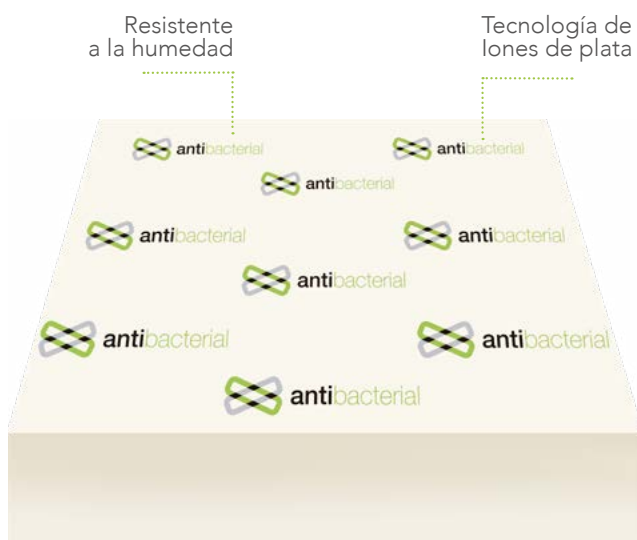 Resistente
a la humedad
Tecnología de
Iones de plata
antibacterial
antibacterial
antibacterial
antibacterial
antibacterial
antibacterial
antibacterial
antibacterial
antibacterial